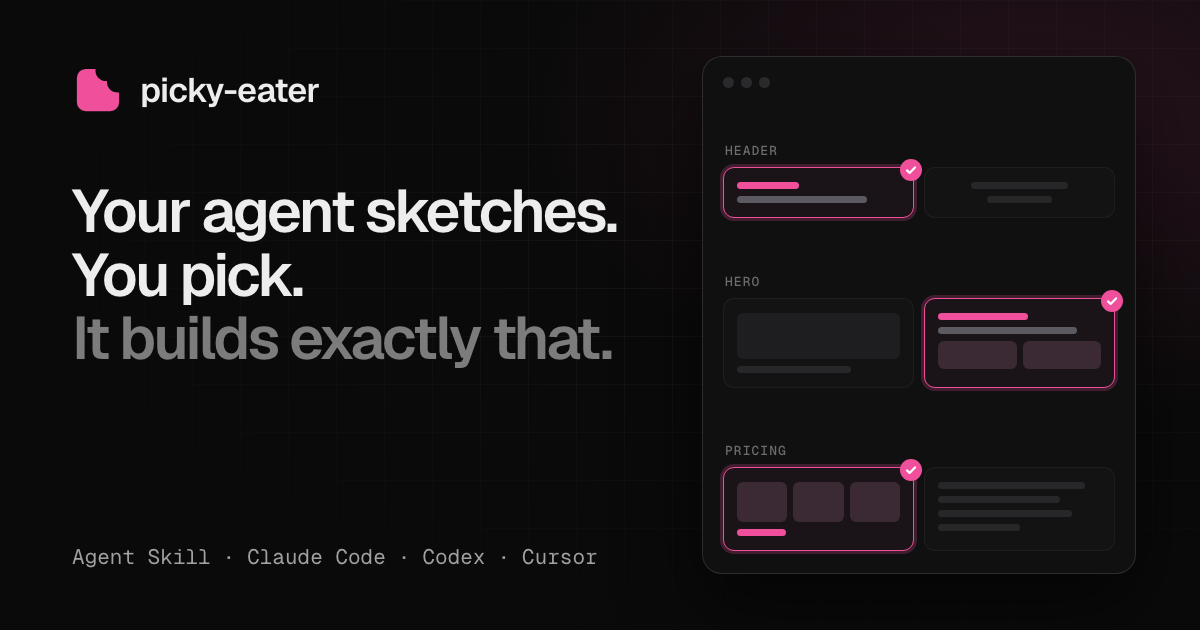 picky-eater
Your agent sketches.
You pick.
It builds exactly that.
Agent Skill · Claude Code · Codex · Cursor
HEADER
HERO
PRICING